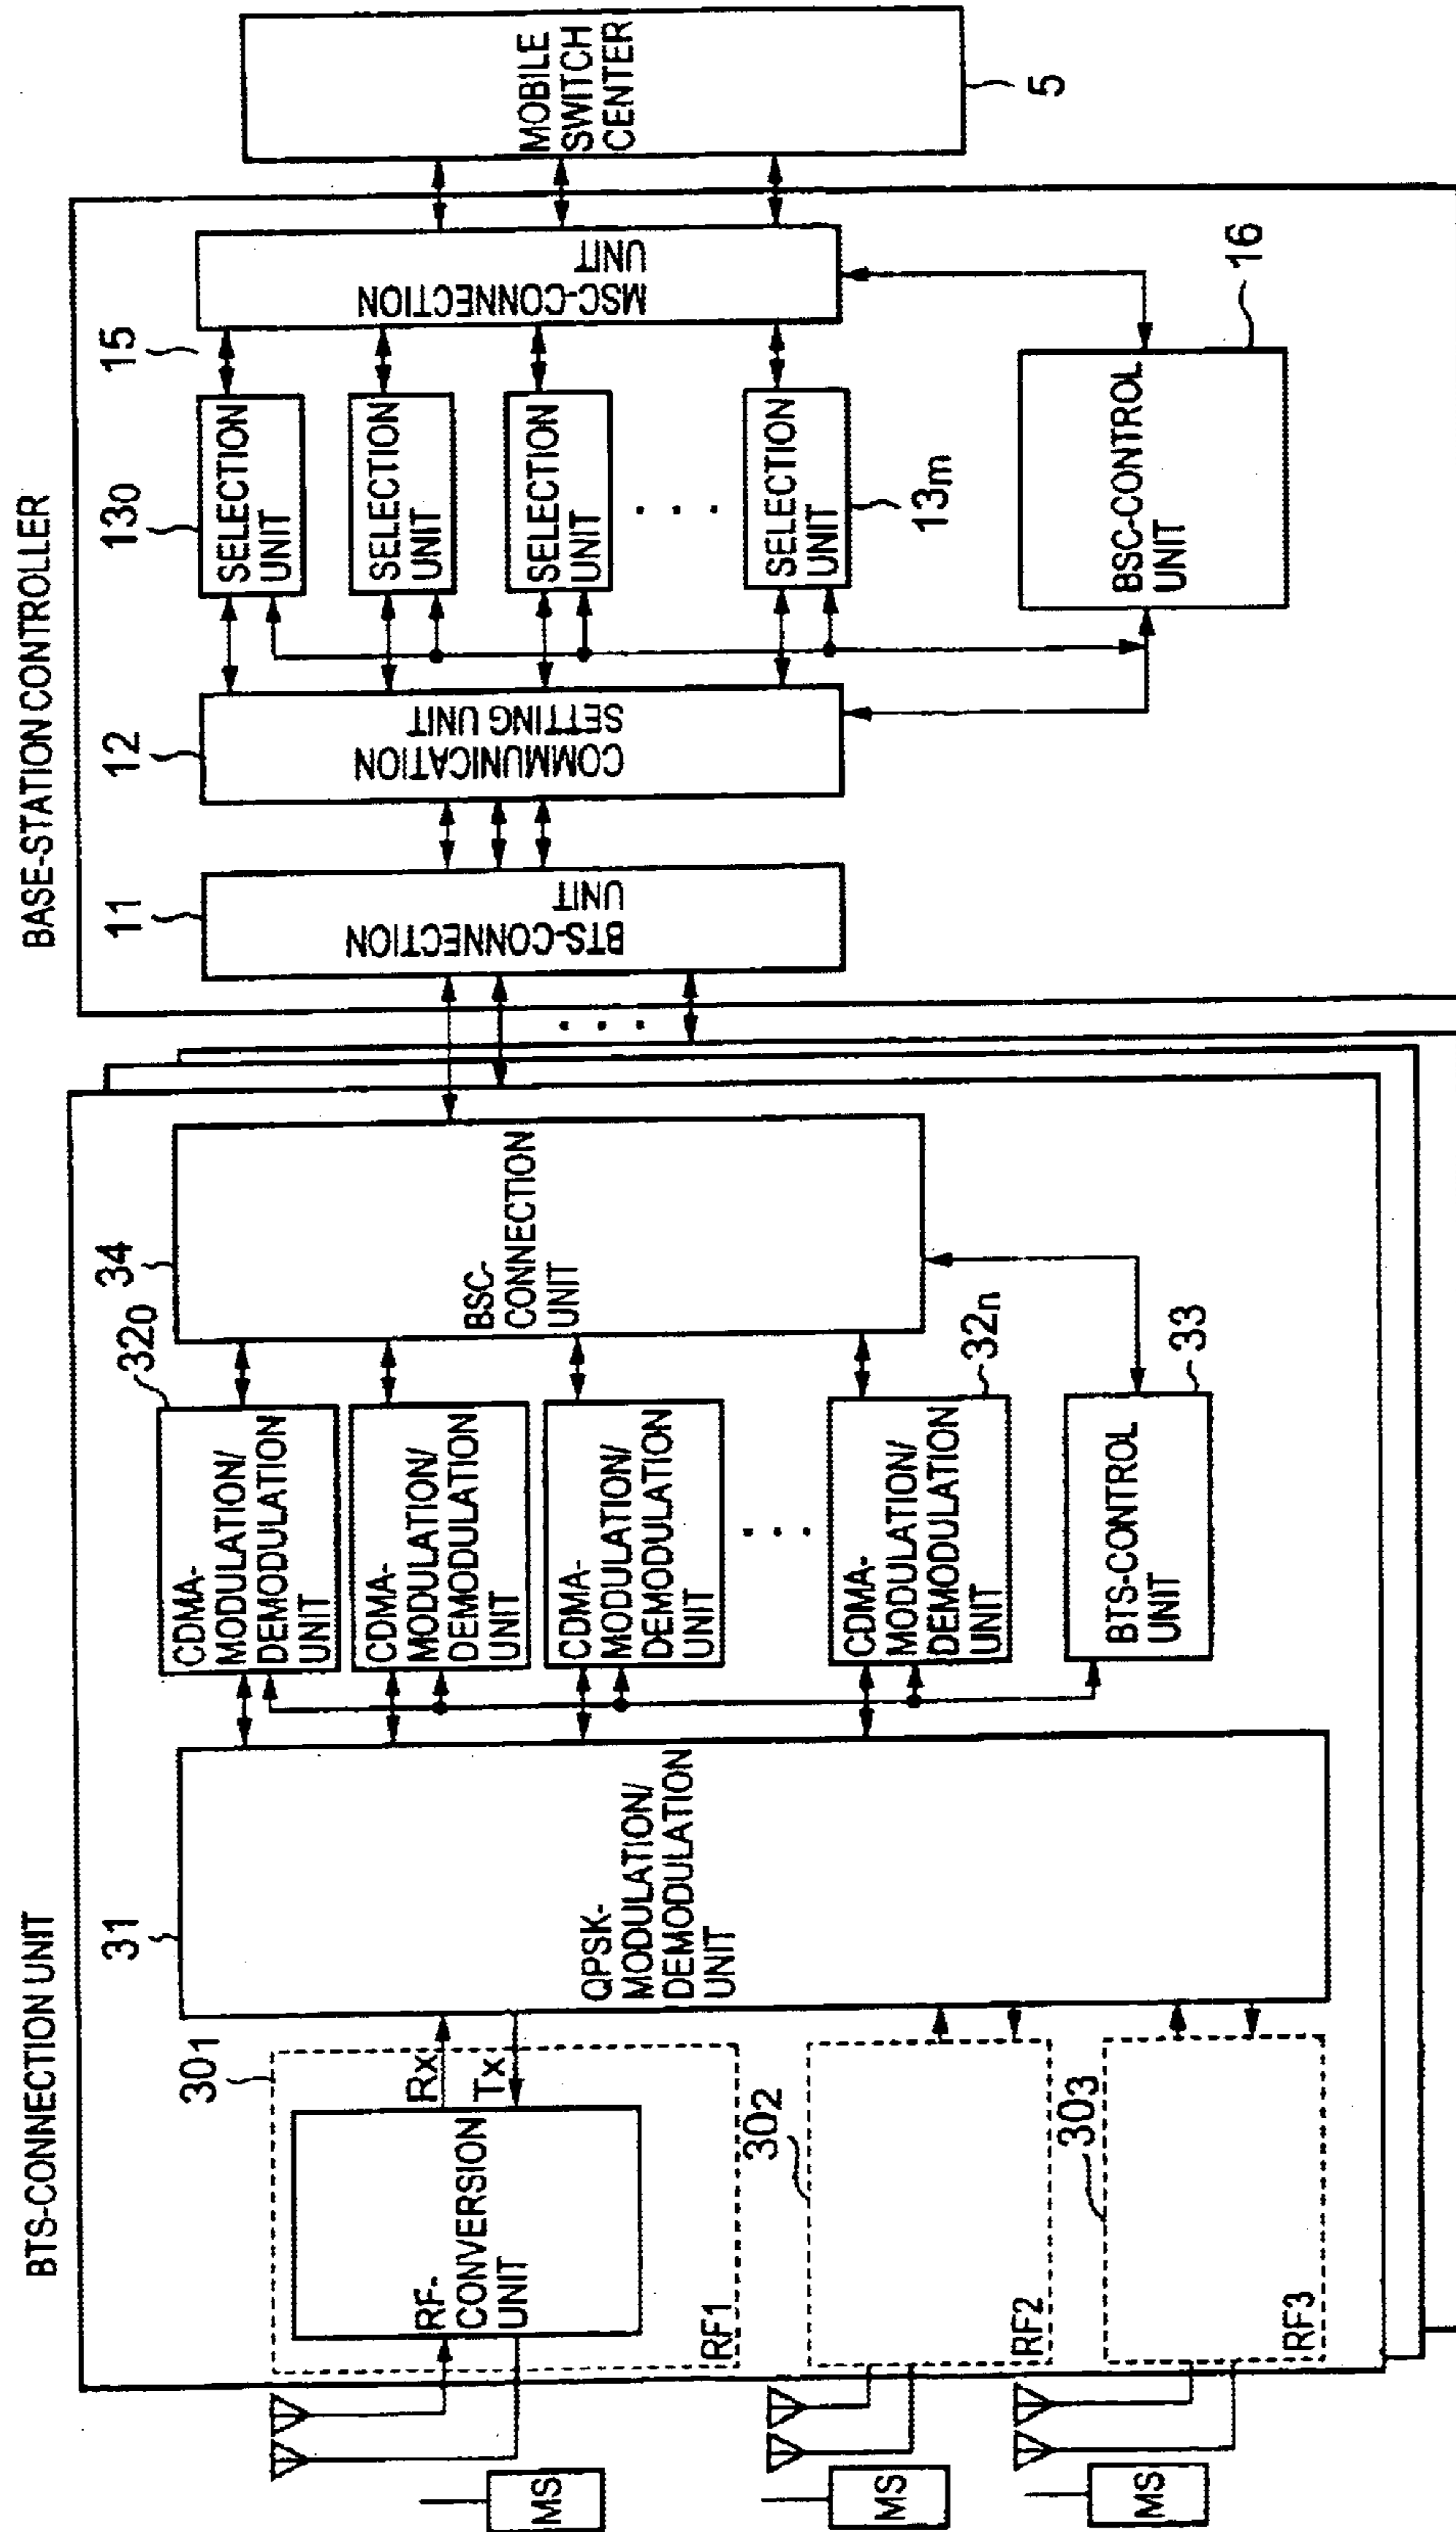 BTS-CONNECTION UNIT
BASE-STATION CONTROLLER
MS
MS
MS
30₁
RF-
CONVERSION
UNIT
Rx
Tx
RF1
30₂
RF2
30₃
RF3
31
QPSK-
MODULATION/
DEMODULATION
UNIT
32₀
CDMA-
MODULATION/
DEMODULATION
UNIT
CDMA-
MODULATION/
DEMODULATION
UNIT
CDMA-
MODULATION/
DEMODULATION
UNIT
. . .
CDMA-
MODULATION/
DEMODULATION
UNIT
32n
BTS-CONTROL
UNIT
33
34
BSC-
CONNECTION
UNIT
. . .
11
BTS-CONNECTION
UNIT
12
COMMUNICATION
SETTING UNIT
13₀
SELECTION
UNIT
SELECTION
UNIT
SELECTION
UNIT
. . .
SELECTION
UNIT
13m
15
MSC-CONNECTION
UNIT
BSC-CONTROL
UNIT
16
MOBILE
SWITCH
CENTER
5